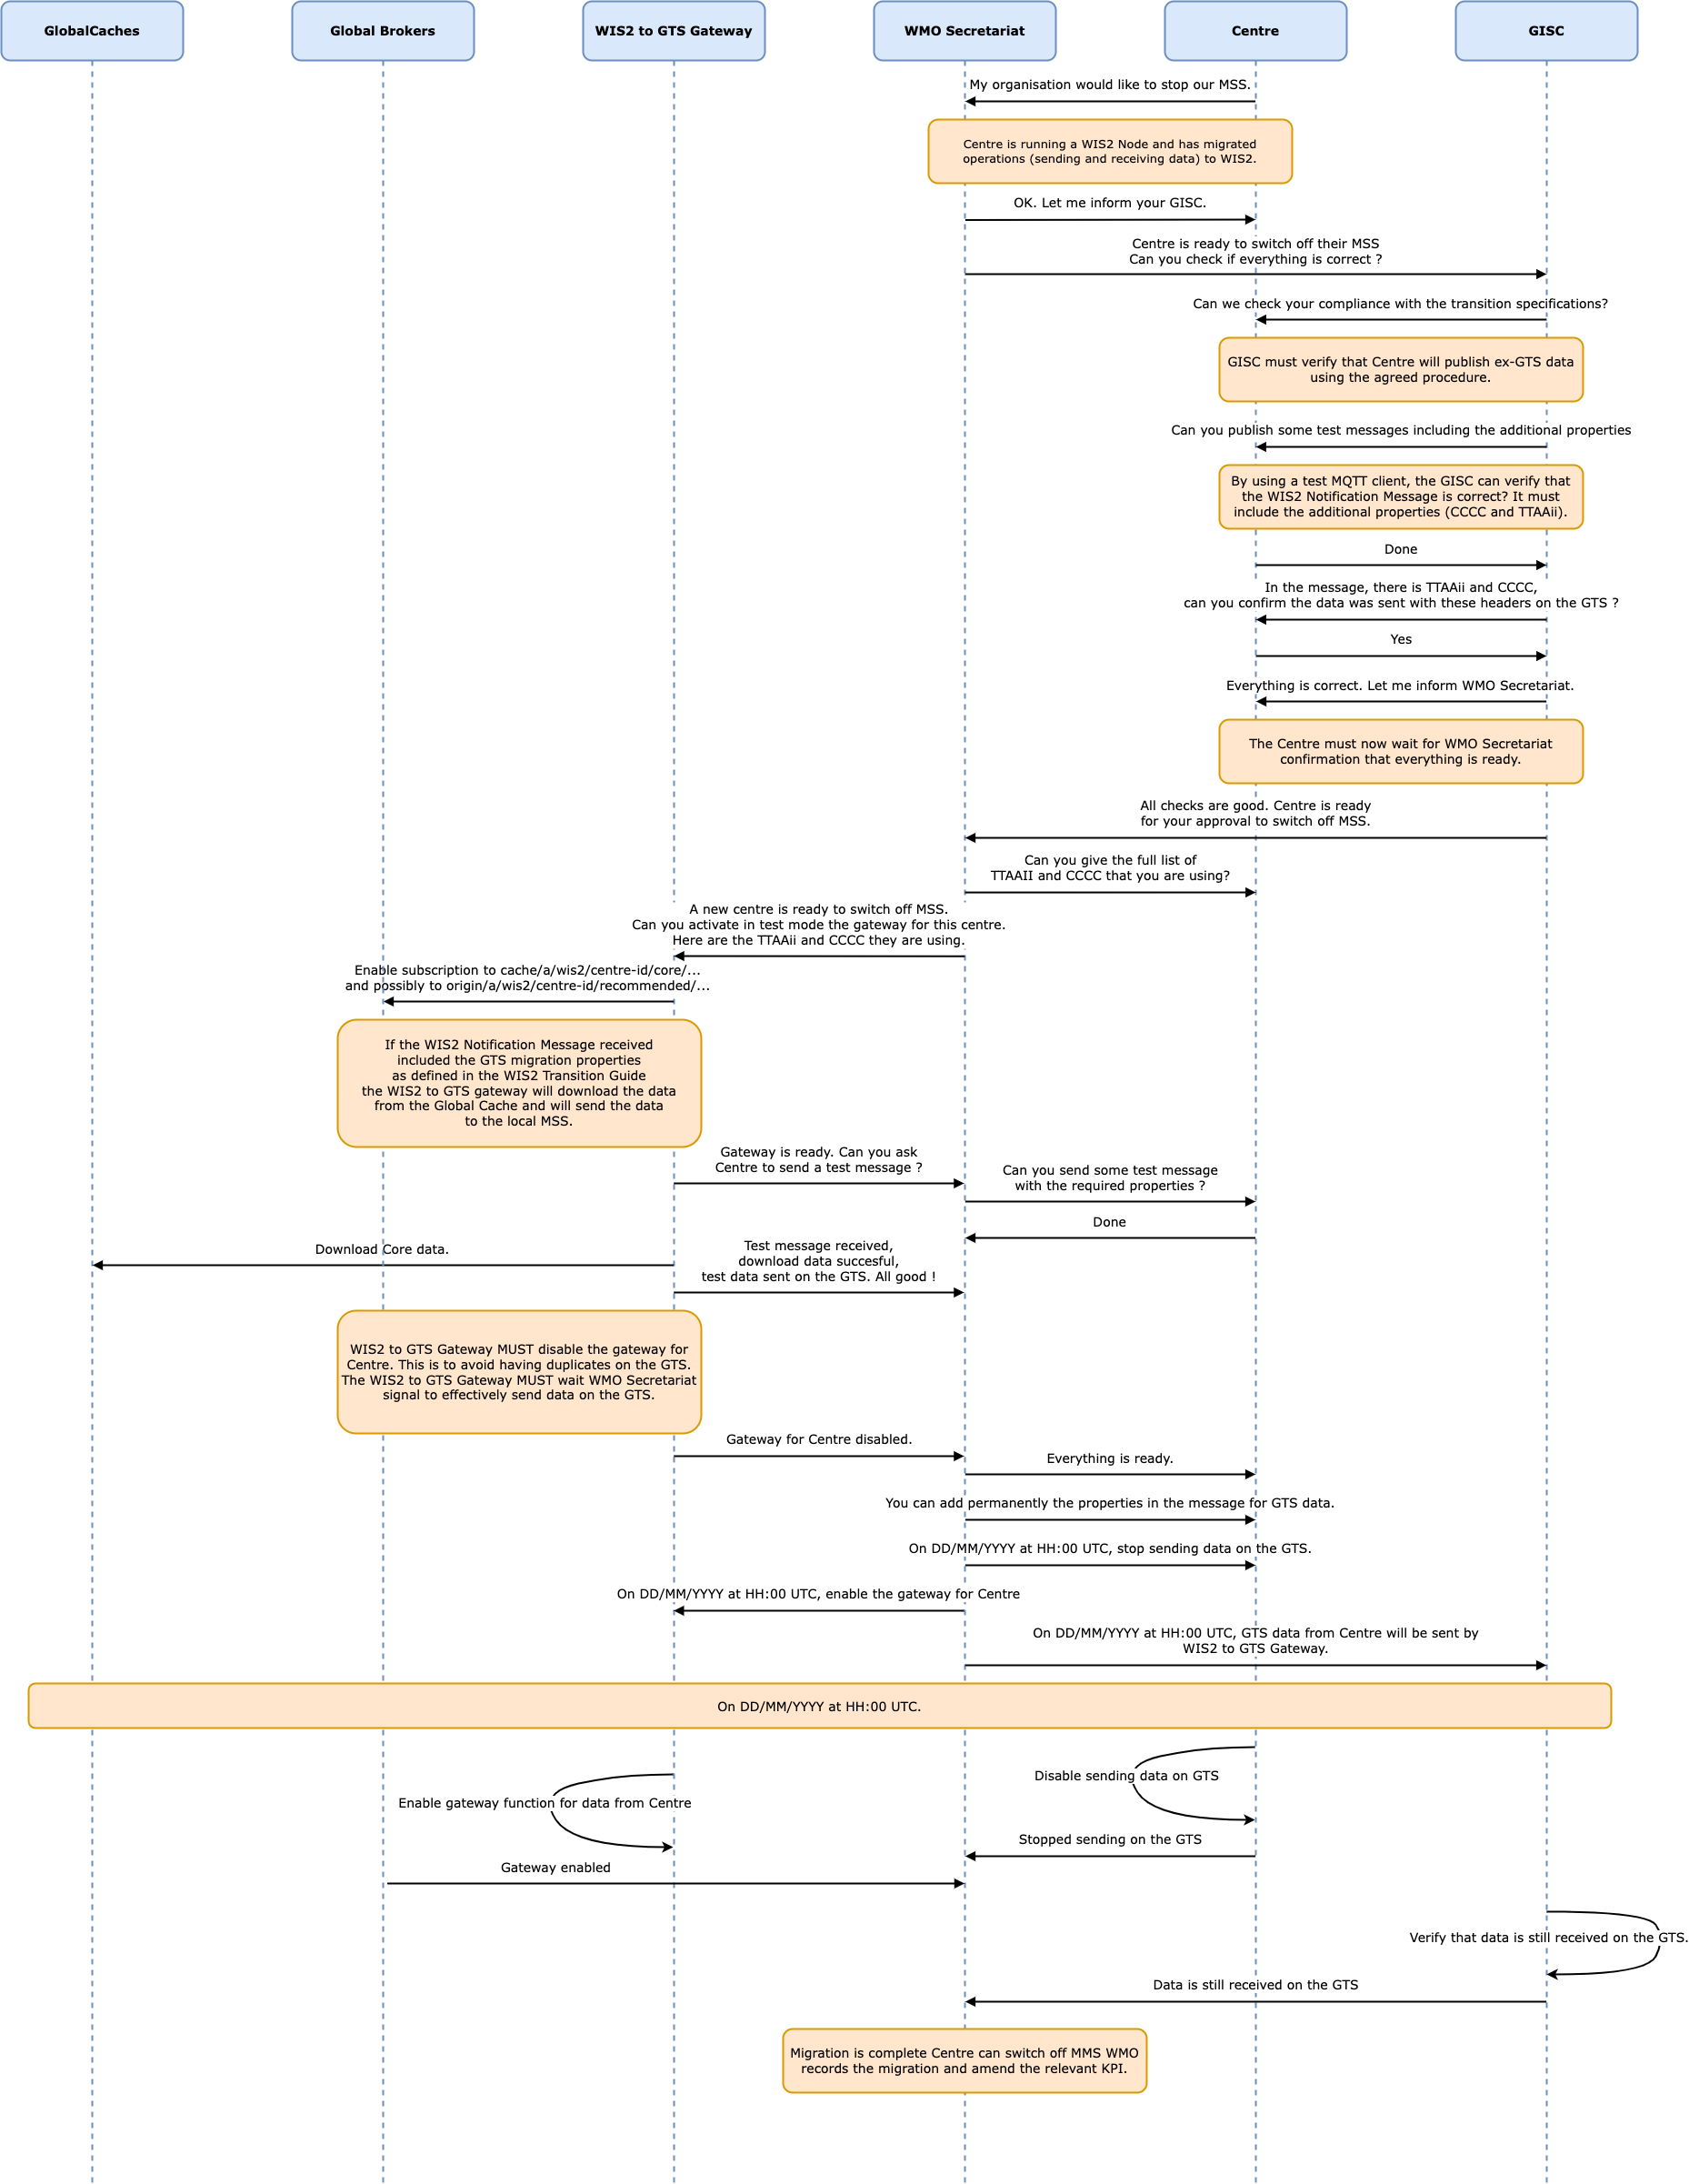 GlobalCaches
Global Brokers
WIS2 to GTS Gateway
WMO Secretariat
Centre
GISC
My organisation would like to stop our MSS.
Centre is running a WIS2 Node and has migrated
operations (sending and receiving data) to WIS2.
OK. Let me inform your GISC.
Centre is ready to switch off their MSS
Can you check if everything is correct ?
Can we check your compliance with the transition specifications?
GISC must verify that Centre will publish ex-GTS data
using the agreed procedure.
Can you publish some test messages including the additional properties
By using a test MQTT client, the GISC can verify that
the WIS2 Notification Message is correct? It must
include the additional properties (CCCC and TTAAii).
Done
In the message, there is TTAAii and CCCC,
can you confirm the data was sent with these headers on the GTS ?
Yes
Everything is correct. Let me inform WMO Secretariat.
The Centre must now wait for WMO Secretariat
confirmation that everything is ready.
All checks are good. Centre is ready
for your approval to switch off MSS.
Can you give the full list of
TTAAII and CCCC that you are using?
A new centre is ready to switch off MSS.
Can you activate in test mode the gateway for this centre.
Here are the TTAAii and CCCC they are using.
Enable subscription to cache/a/wis2/centre-id/core/...
and possibly to origin/a/wis2/centre-id/recommended/...
If the WIS2 Notification Message received
included the GTS migration properties
as defined in the WIS2 Transition Guide
the WIS2 to GTS gateway will download the data
from the Global Cache and will send the data
to the local MSS.
Gateway is ready. Can you ask
Centre to send a test message ?
Can you send some test message
with the required properties ?
Done
Download Core data.
Test message received,
download data succesful,
test data sent on the GTS. All good !
WIS2 to GTS Gateway MUST disable the gateway for
Centre. This is to avoid having duplicates on the GTS.
The WIS2 to GTS Gateway MUST wait WMO Secretariat
signal to effectively send data on the GTS.
Gateway for Centre disabled.
Everything is ready.
You can add permanently the properties in the message for GTS data.
On DD/MM/YYYY at HH:00 UTC, stop sending data on the GTS.
On DD/MM/YYYY at HH:00 UTC, enable the gateway for Centre
On DD/MM/YYYY at HH:00 UTC, GTS data from Centre will be sent by
WIS2 to GTS Gateway.
On DD/MM/YYYY at HH:00 UTC.
Disable sending data on GTS
Enable gateway function for data from Centre
Stopped sending on the GTS
Gateway enabled
Verify that data is still received on the GTS.
Data is still received on the GTS
Migration is complete Centre can switch off MMS WMO
records the migration and amend the relevant KPI.